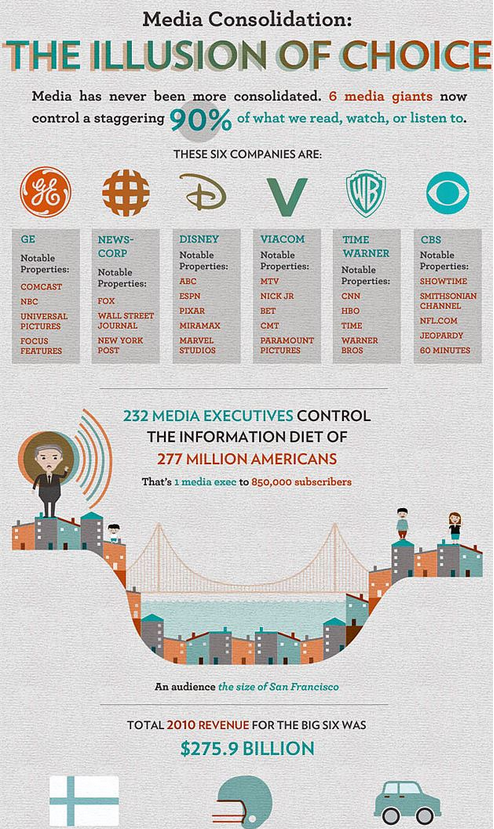 Media Consolidation:
THE ILLUSION OF CHOICE
Media has never been more consolidated. 6 media giants now
control a staggering 90% of what we read, watch, or listen to.
THESE SIX COMPANIES ARE:
GE
WB
GE
Notable
Properties:
COMCAST
NBC
UNIVERSAL
PICTURES
FOCUS
FEATURES
NEWS-
CORP
Notable
Properties:
FOX
WALL STREET
JOURNAL
NEW YORK
POST
DISNEY
Notable
Properties:
ABC
ESPN
PIXAR
MIRAMAX
MARVEL
STUDIOS
VIACOM
Notable
Properties:
MTV
NICK JR
BET
CMT
PARAMOUNT
PICTURES
TIME
WARNER
Notable
Properties:
CNN
HBO
TIME
WARNER
BROS
CBS
Notable
Properties:
SHOWTIME
SMITHSONIAN
CHANNEL
NFL.COM
JEOPARDY
60 MINUTES
232 MEDIA EXECUTIVES CONTROL
THE INFORMATION DIET OF
277 MILLION AMERICANS
That's 1 media exec to 850,000 subscribers
An audience the size of San Francisco
TOTAL 2010 REVENUE FOR THE BIG SIX WAS
$275.9 BILLION